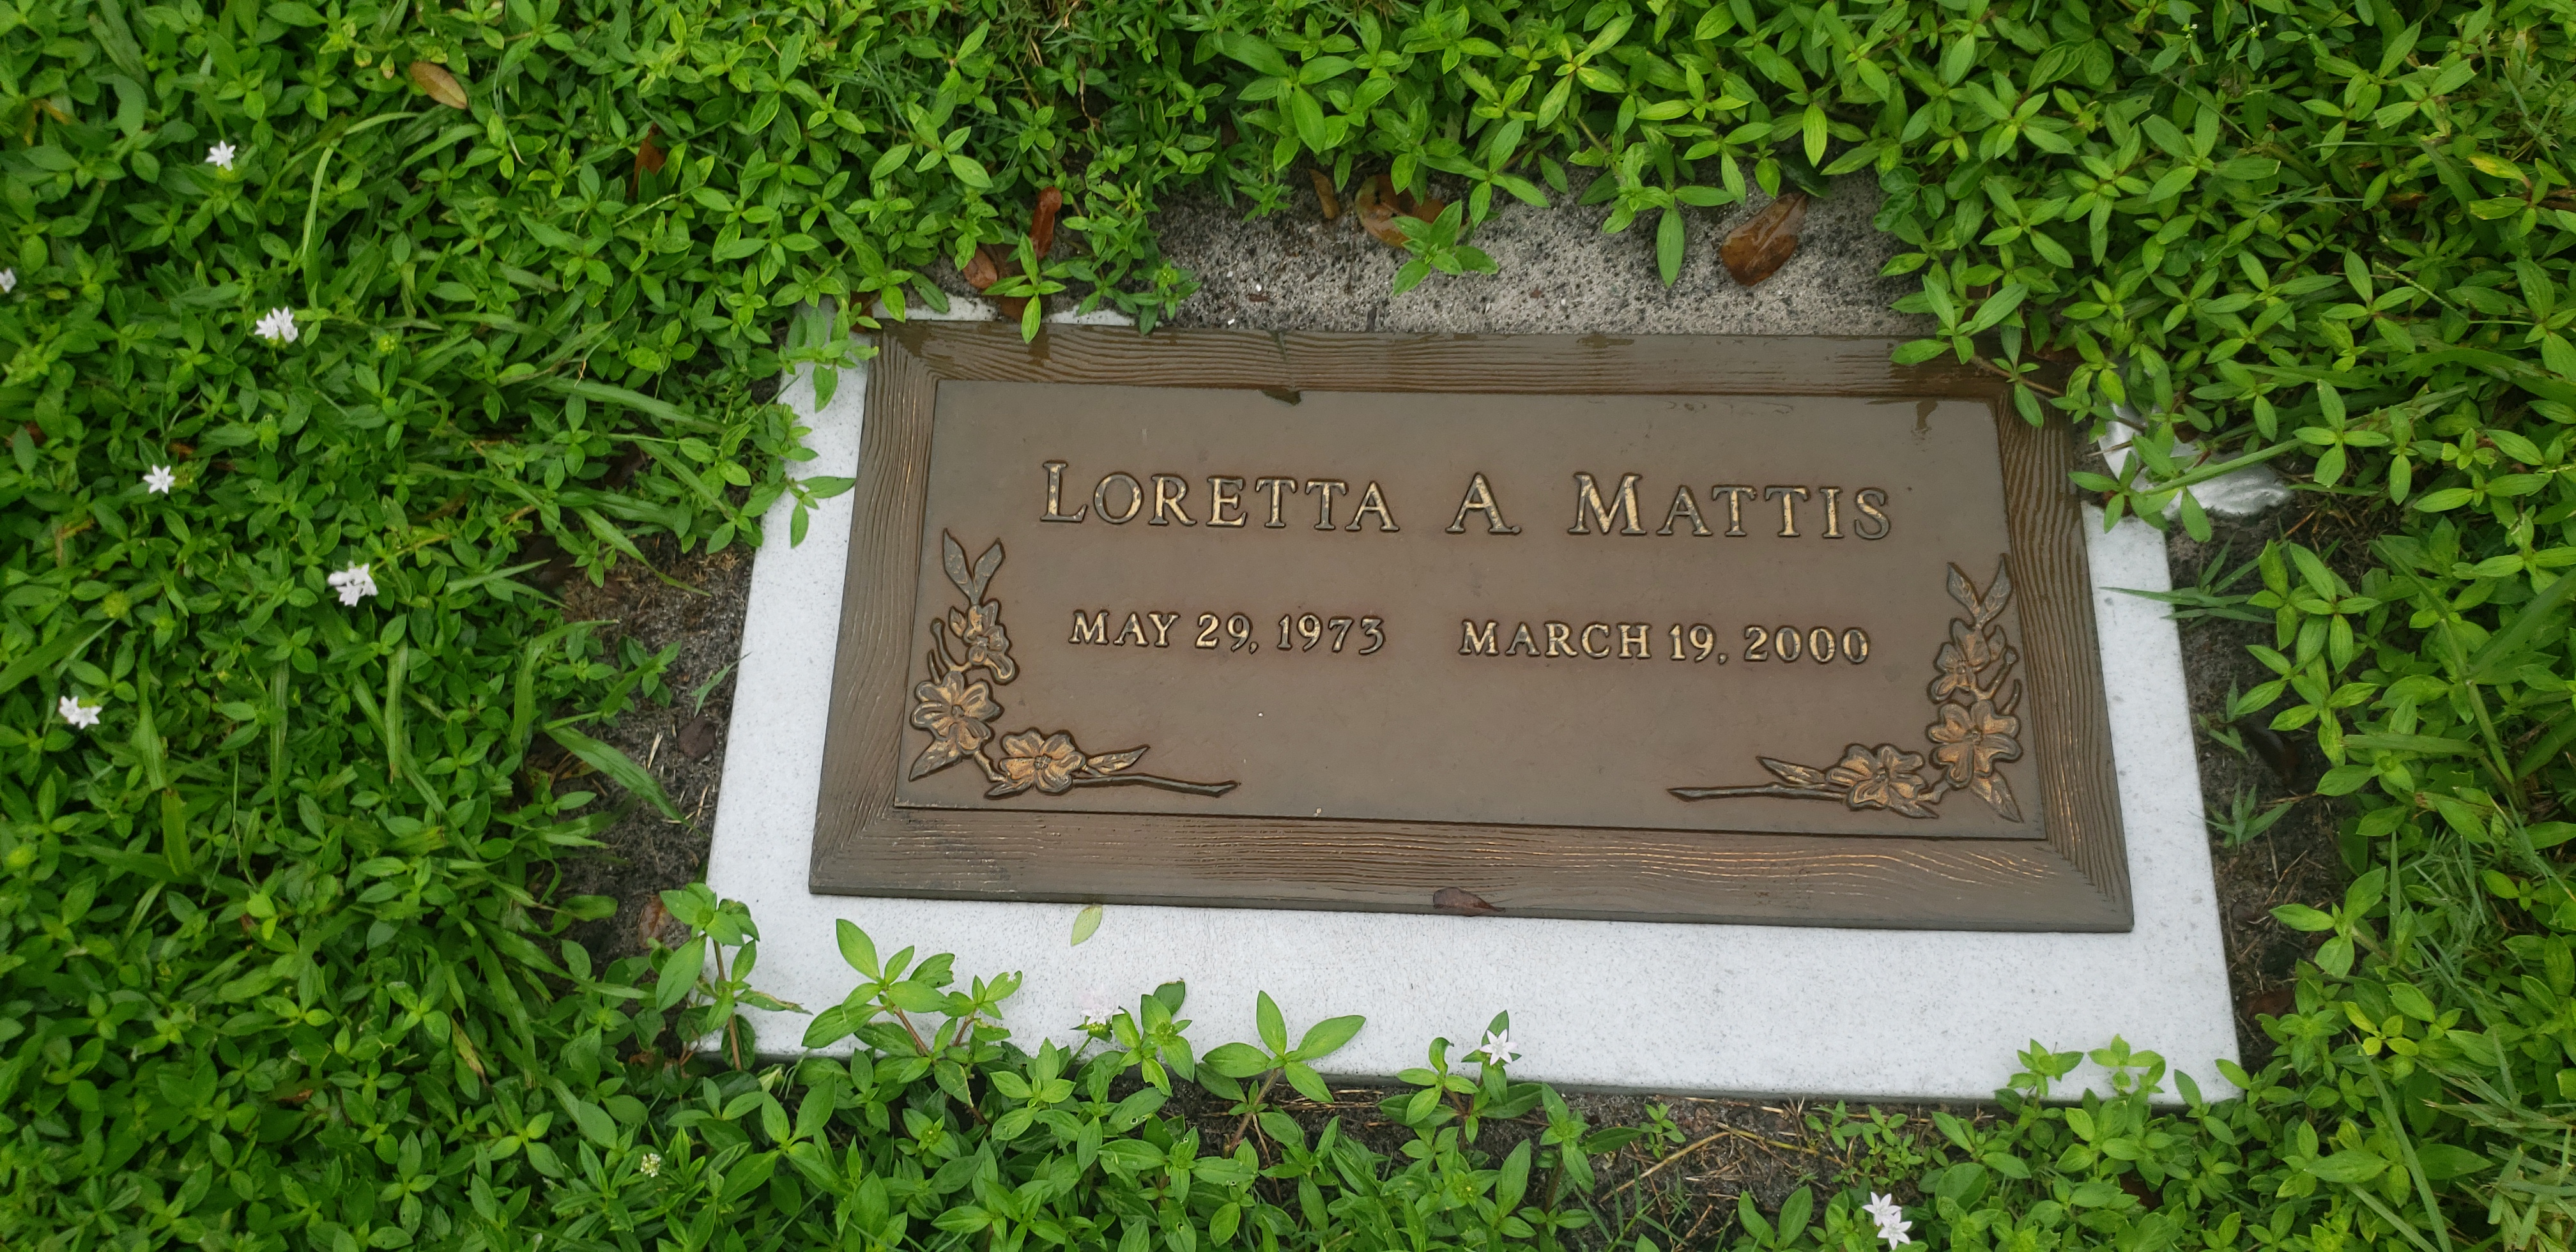 LORETTA A. MATTIS
MAY 29, 1973 MARCH 19, 2000